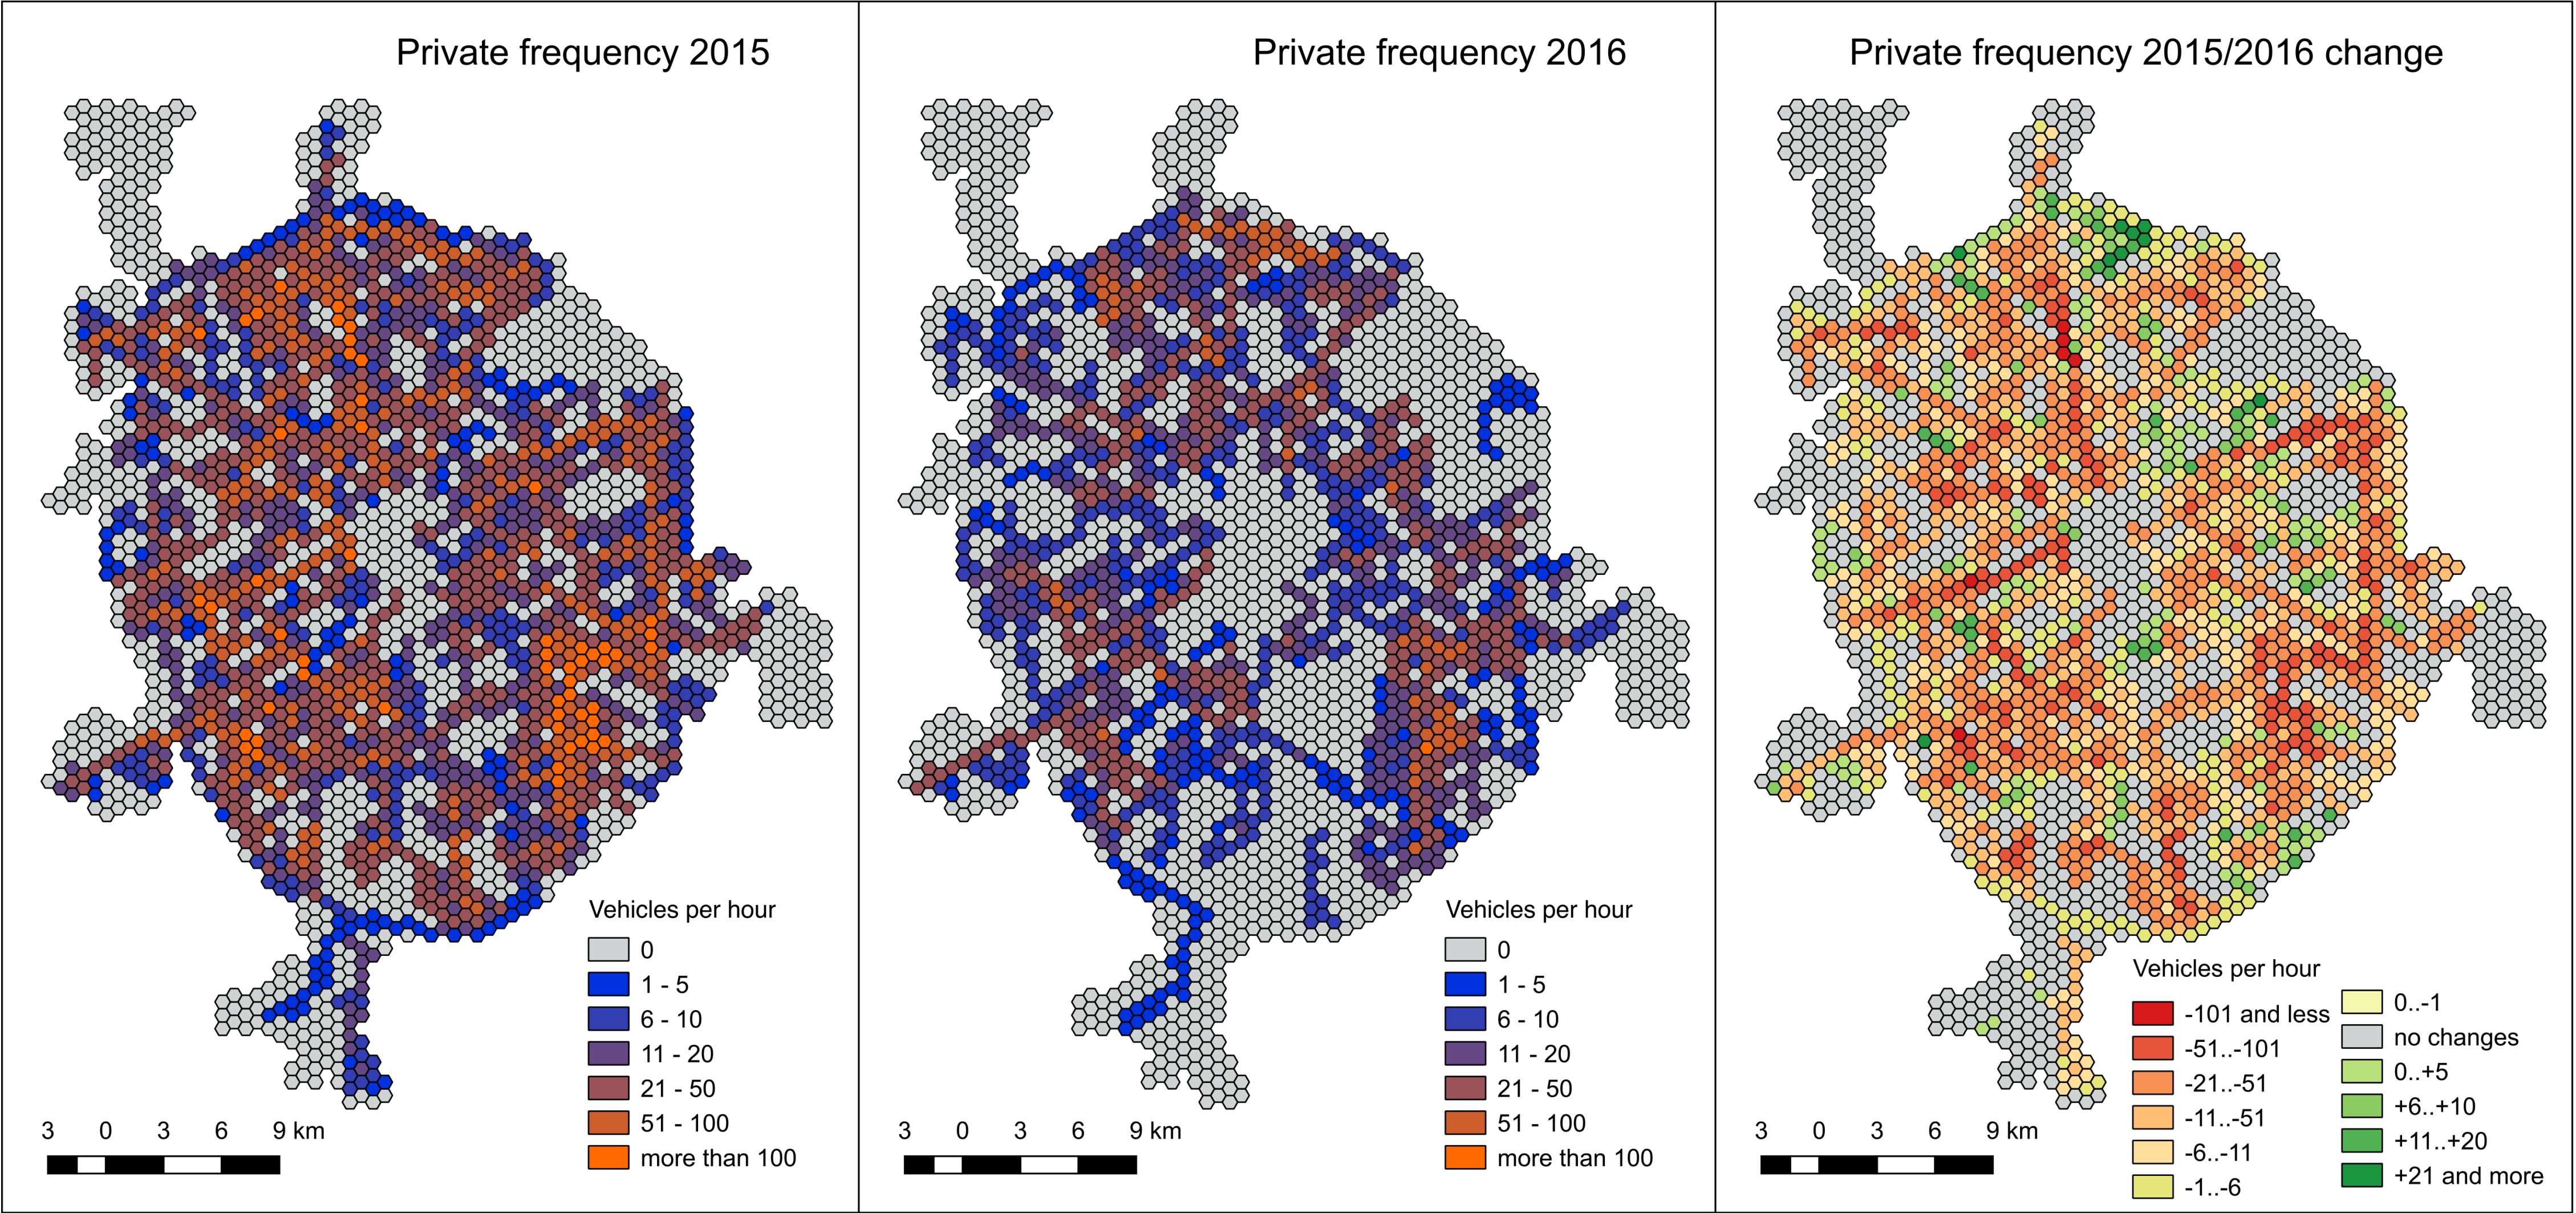 Private frequency 2015
Vehicles per hour
0
1 - 5
6 - 10
11 - 20
21 - 50
51 - 100
more than 100
3 0 3 6 9 km
Private frequency 2016
Vehicles per hour
0
1 - 5
6 - 10
11 - 20
21 - 50
51 - 100
more than 100
3 0 3 6 9 km
Private frequency 2015/2016 change
Vehicles per hour
-101 and less
-51..-101
-21..-51
-11..-51
-6..-11
-1..-6
0..-1
no changes
0..+5
+6..+10
+11..+20
+21 and more
3 0 3 6 9 km